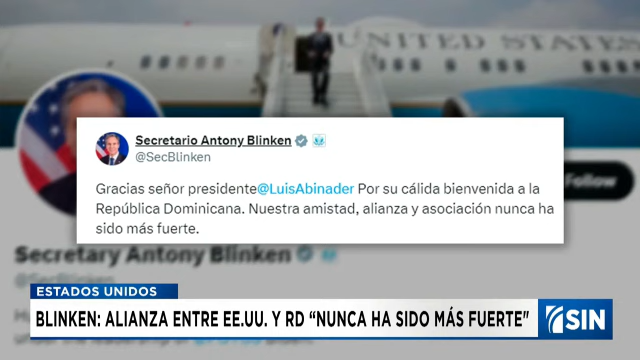 UNITED STATES
Secretario Antony Blinken
@SecBlinken
Gracias señor presidente@LuisAbinader Por su cálida bienvenida a la
República Dominicana. Nuestra amistad, alianza y asociación nunca ha
sido más fuerte.
Follow
Secretary Antony Blinken
@SecBlinken
ESTADOS UNIDOS
BLINKEN: ALIANZA ENTRE EE.UU. Y RD “NUNCA HA SIDO MÁS FUERTE"
SIN